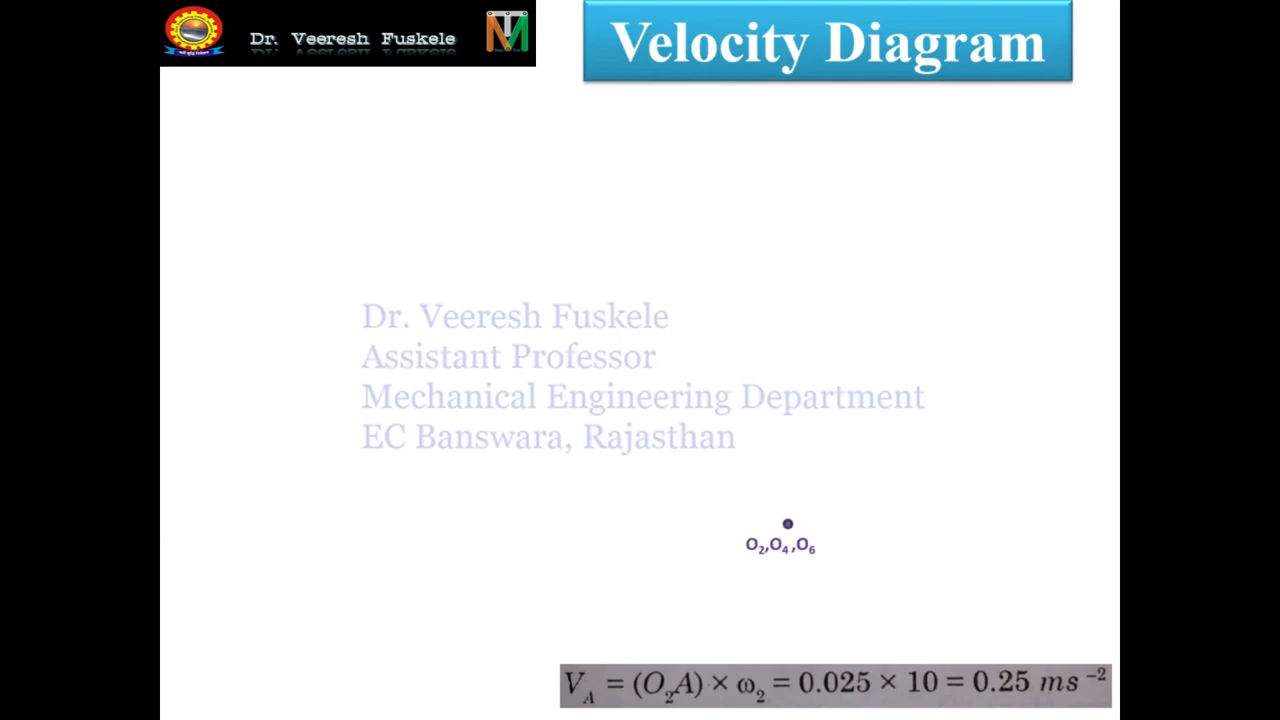 Dr. Veeresh Fuskele
Velocity Diagram
Dr. Veeresh Fuskele
Assistant Professor
Mechanical Engineering Department
EC Banswara, Rajasthan
O₂,O₄,O₆
V_A = (O₂A) × ω₂ = 0.025 × 10 = 0.25 ms⁻²